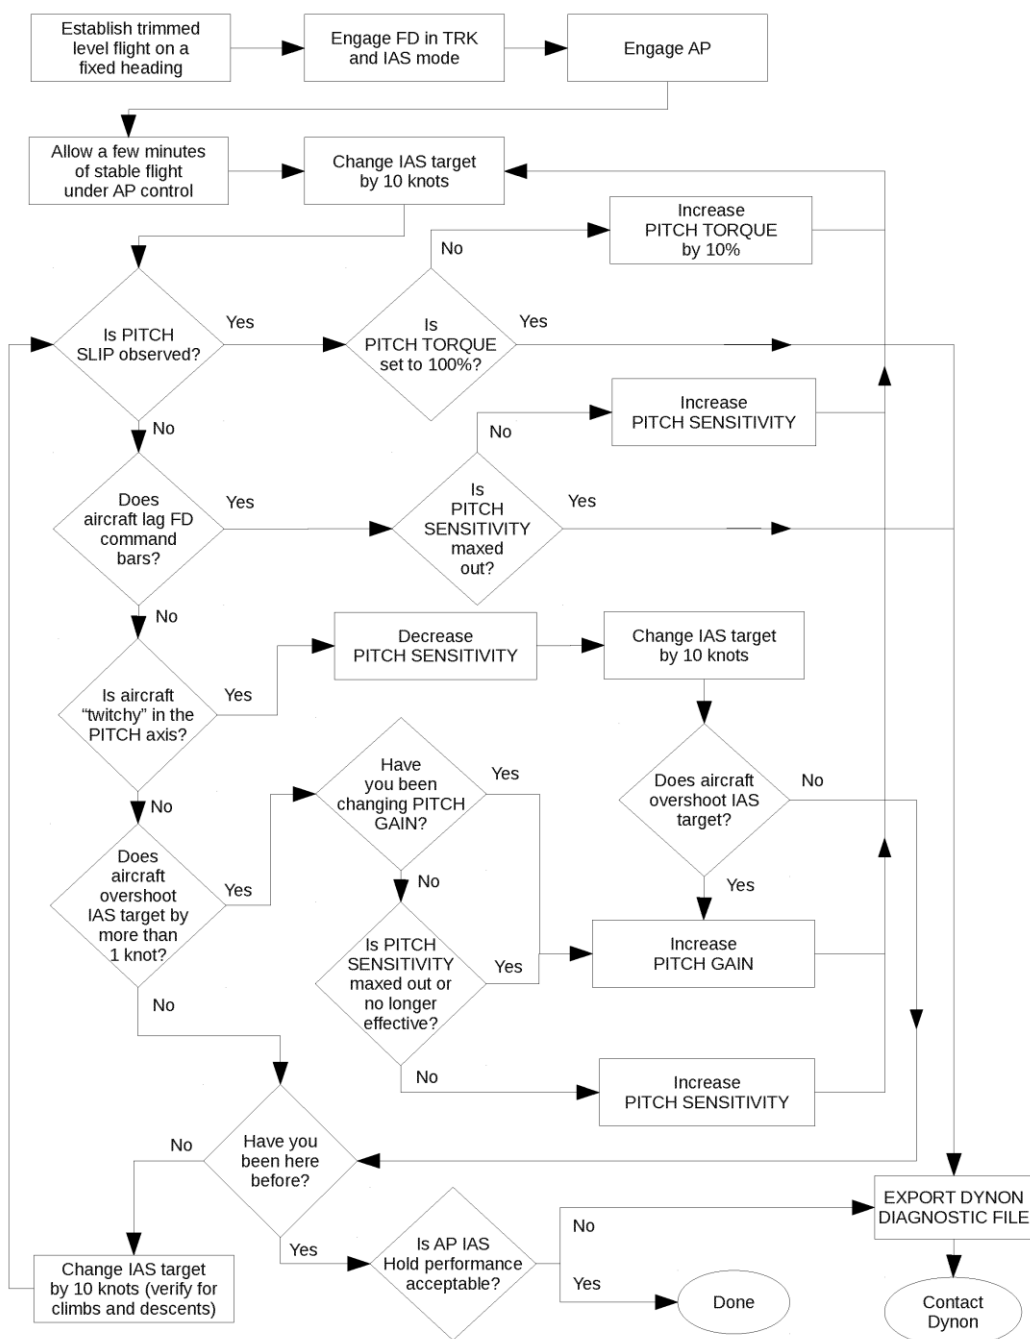 Establish trimmed
level flight on a
fixed heading
Engage FD in TRK
and IAS mode
Engage AP
Allow a few minutes
of stable flight
under AP control
Change IAS target
by 10 knots
Increase
PITCH TORQUE
by 10%
No
Is PITCH
SLIP observed?
Yes
Is
PITCH TORQUE
set to 100%?
Yes
Increase
PITCH SENSITIVITY
No
No
Does
aircraft lag FD
command
bars?
Yes
Is
PITCH
SENSITIVITY
maxed
out?
Yes
No
Decrease
PITCH SENSITIVITY
Change IAS target
by 10 knots
Is aircraft
“twitchy” in the
PITCH axis?
Yes
Have
you been
changing PITCH
GAIN?
Yes
Does aircraft
overshoot IAS
target?
No
No
Does
aircraft
overshoot
IAS target by
more than
1 knot?
Yes
No
Yes
Is PITCH
SENSITIVITY
maxed out or
no longer
effective?
Yes
Increase
PITCH GAIN
No
No
Increase
PITCH SENSITIVITY
No
Have you
been here
before?
EXPORT DYNON
DIAGNOSTIC FILE
No
Change IAS target
by 10 knots (verify for
climbs and descents)
Yes
Is AP IAS
Hold performance
acceptable?
Yes
Done
Contact
Dynon